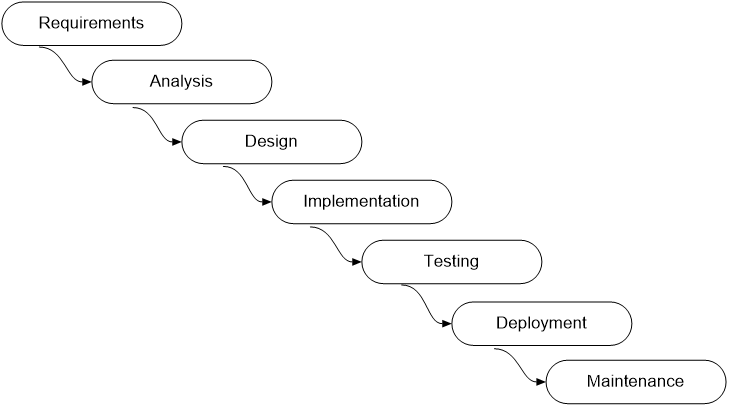 Requirements
Analysis
Design
Implementation
Testing
Deployment
Maintenance